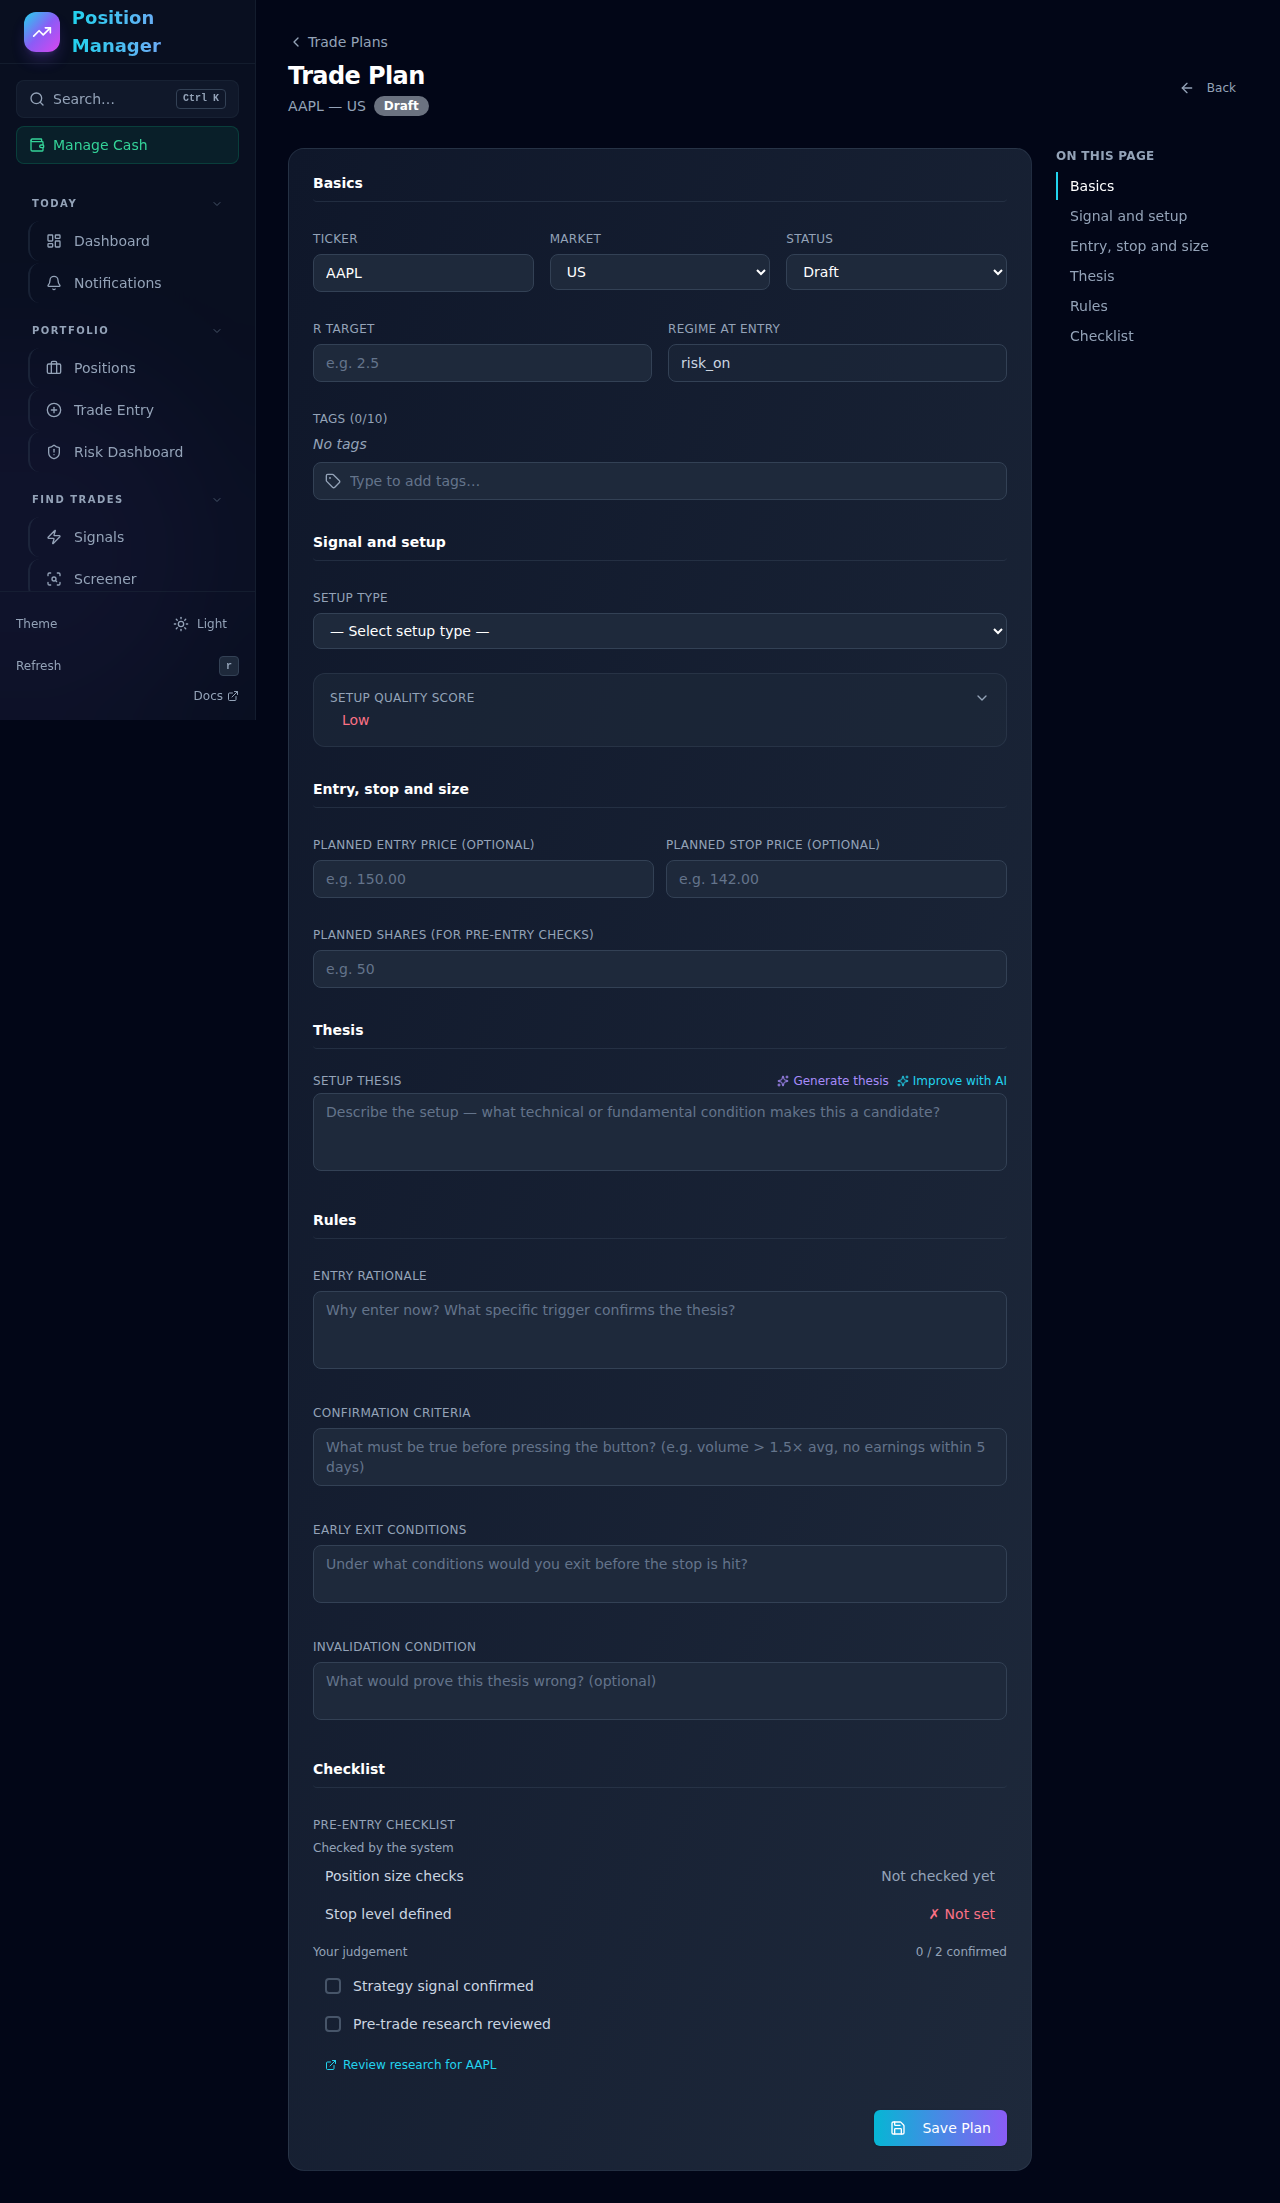 Position
Manager
Search...
Ctrl K
Manage Cash
TODAY
Dashboard
Notifications
PORTFOLIO
Positions
Trade Entry
Risk Dashboard
FIND TRADES
Signals
Screener
Theme
Light
Refresh
r
Docs
Trade Plans
Trade Plan
AAPL — US Draft
Back
Basics
TICKER
MARKET
STATUS
AAPL
US
Draft
R TARGET
REGIME AT ENTRY
e.g. 2.5
risk_on
TAGS (0/10)
No tags
Type to add tags...
Signal and setup
SETUP TYPE
— Select setup type —
SETUP QUALITY SCORE
Low
Entry, stop and size
PLANNED ENTRY PRICE (OPTIONAL)
PLANNED STOP PRICE (OPTIONAL)
e.g. 150.00
e.g. 142.00
PLANNED SHARES (FOR PRE-ENTRY CHECKS)
e.g. 50
Thesis
SETUP THESIS
Generate thesis
Improve with AI
Describe the setup — what technical or fundamental condition makes this a candidate?
Rules
ENTRY RATIONALE
Why enter now? What specific trigger confirms the thesis?
CONFIRMATION CRITERIA
What must be true before pressing the button? (e.g. volume > 1.5× avg, no earnings within 5
days)
EARLY EXIT CONDITIONS
Under what conditions would you exit before the stop is hit?
INVALIDATION CONDITION
What would prove this thesis wrong? (optional)
Checklist
PRE-ENTRY CHECKLIST
Checked by the system
Position size checks
Not checked yet
Stop level defined
✗ Not set
Your judgement
0 / 2 confirmed
Strategy signal confirmed
Pre-trade research reviewed
Review research for AAPL
Save Plan
ON THIS PAGE
Basics
Signal and setup
Entry, stop and size
Thesis
Rules
Checklist